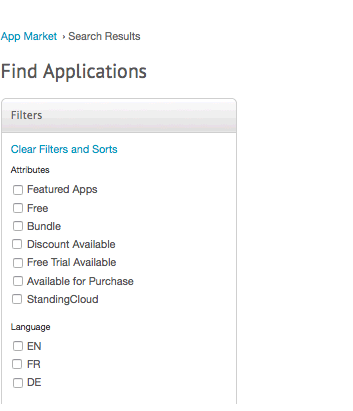 App Market › Search Results
Find Applications
Filters
Clear Filters and Sorts
Attributes
Featured Apps
Free
Bundle
Discount Available
Free Trial Available
Available for Purchase
StandingCloud
Language
EN
FR
DE